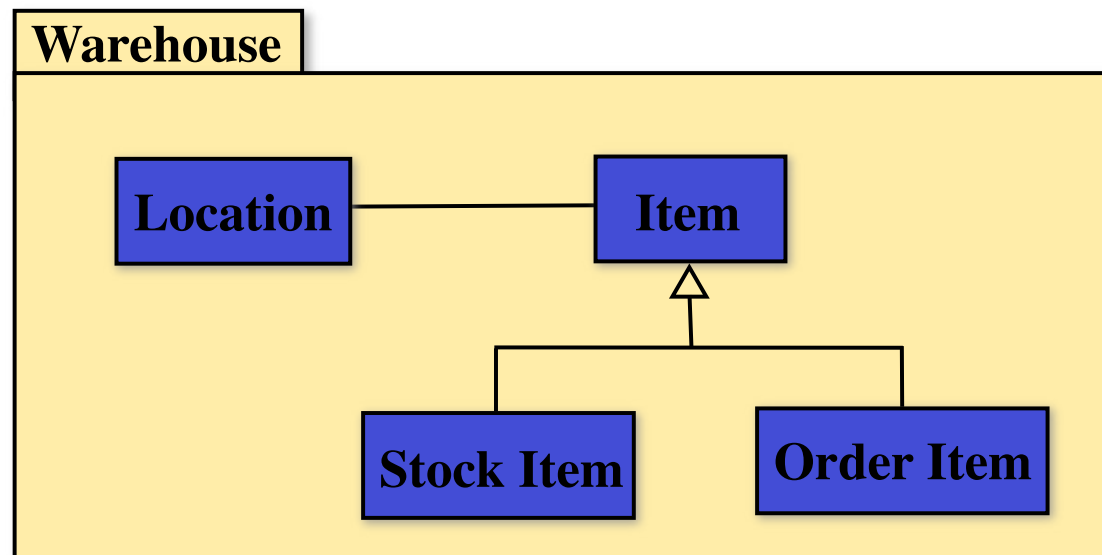 Warehouse
Location
Item
Stock Item
Order Item